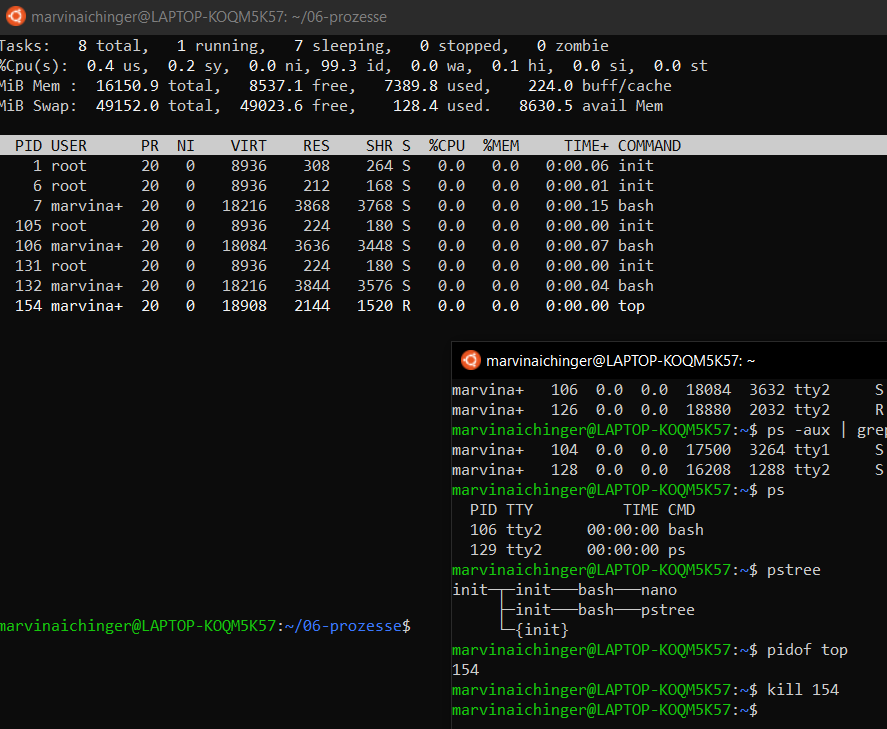 marvinaichinger@LAPTOP-KOQM5K57: ~/06-prozesse
Tasks:   8 total,   1 running,   7 sleeping,   0 stopped,   0 zombie
%Cpu(s):  0.4 us,  0.2 sy,  0.0 ni, 99.3 id,  0.0 wa,  0.1 hi,  0.0 si,  0.0 st
MiB Mem :  16150.9 total,   8537.1 free,   7389.8 used,    224.0 buff/cache
MiB Swap:  49152.0 total,  49023.6 free,    128.4 used.   8630.5 avail Mem
PID USER      PR  NI    VIRT    RES    SHR S  %CPU  %MEM     TIME+ COMMAND
1 root      20   0    8936    308    264 S   0.0   0.0   0:00.06 init
6 root      20   0    8936    212    168 S   0.0   0.0   0:00.01 init
7 marvina+  20   0   18216   3868   3768 S   0.0   0.0   0:00.15 bash
105 root      20   0    8936    224    180 S   0.0   0.0   0:00.00 init
106 marvina+  20   0   18084   3636   3448 S   0.0   0.0   0:00.07 bash
131 root      20   0    8936    224    180 S   0.0   0.0   0:00.00 init
132 marvina+  20   0   18216   3844   3576 S   0.0   0.0   0:00.04 bash
154 marvina+  20   0   18908   2144   1520 R   0.0   0.0   0:00.00 top
marvinaichinger@LAPTOP-KOQM5K57:~/06-prozesse$
marvinaichinger@LAPTOP-KOQM5K57: ~
marvina+   106  0.0  0.0  18084  3632 tty2     S
marvina+   126  0.0  0.0  18880  2032 tty2     R
marvinaichinger@LAPTOP-KOQM5K57:~$ ps -aux | grep
marvina+   104  0.0  0.0  17500  3264 tty1     S
marvina+   128  0.0  0.0  16208  1288 tty2     S
marvinaichinger@LAPTOP-KOQM5K57:~$ ps
PID TTY          TIME CMD
106 tty2     00:00:00 bash
129 tty2     00:00:00 ps
marvinaichinger@LAPTOP-KOQM5K57:~$ pstree
init─┬─init───bash───nano
├─init───bash───pstree
└─{init}
marvinaichinger@LAPTOP-KOQM5K57:~$ pidof top
154
marvinaichinger@LAPTOP-KOQM5K57:~$ kill 154
marvinaichinger@LAPTOP-KOQM5K57:~$